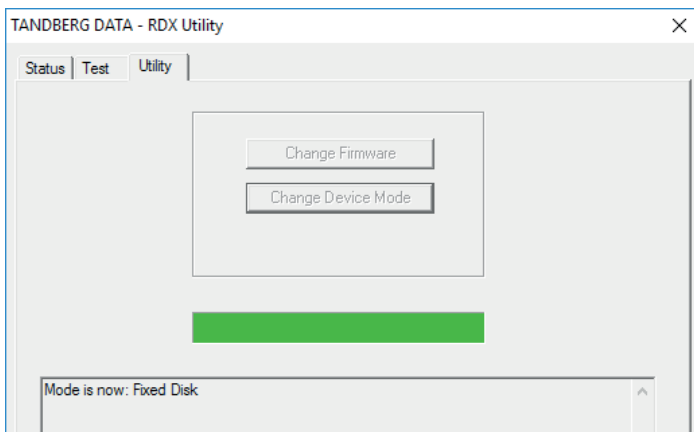 TANDBERG DATA - RDX Utility
Status
Test
Utility
Change Firmware
Change Device Mode
Mode is now: Fixed Disk